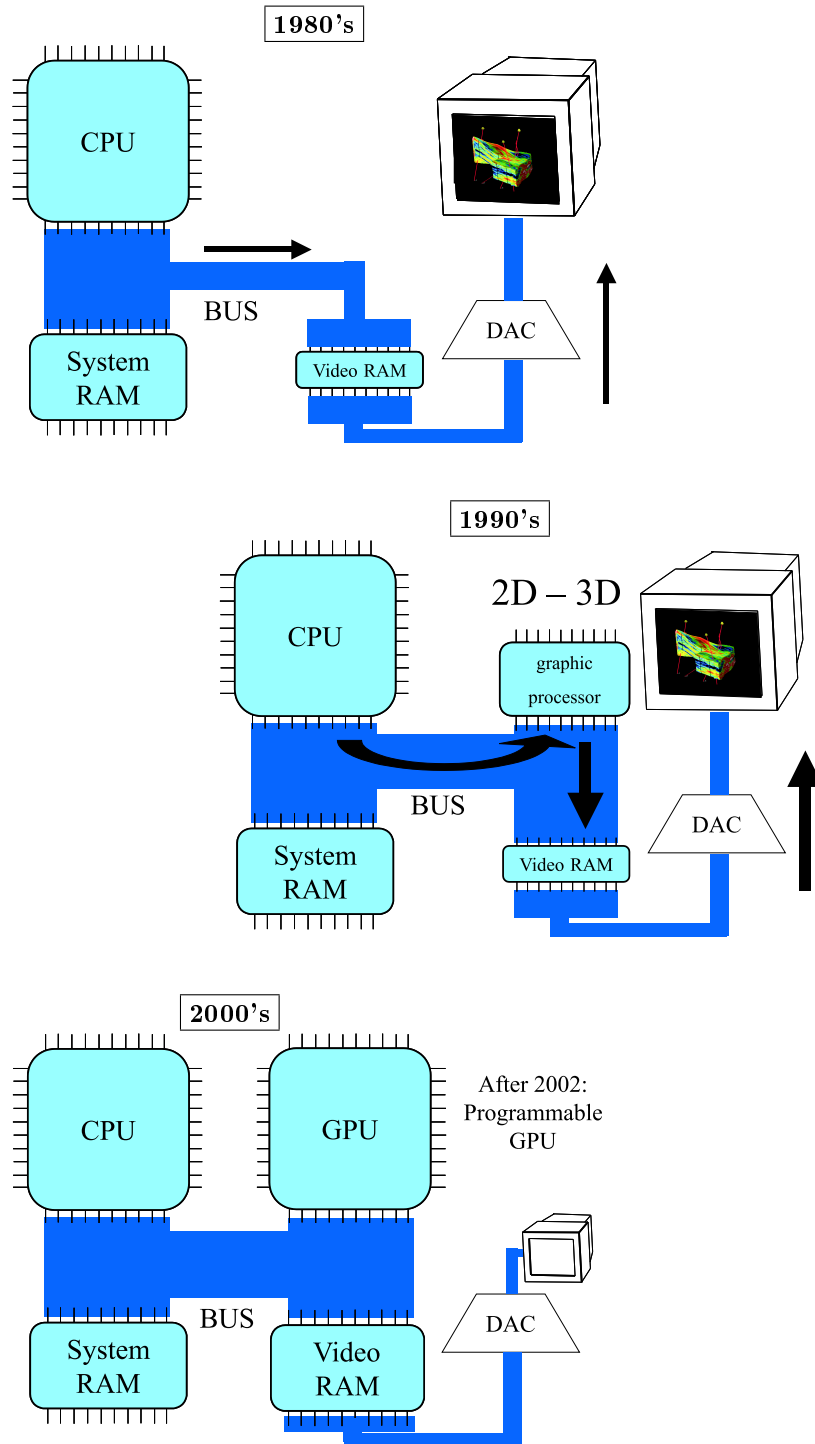 1980's
CPU
BUS
System
RAM
Video RAM
DAC
1990's
CPU
2D – 3D
graphic
processor
BUS
System
RAM
Video RAM
DAC
2000's
CPU
GPU
After 2002:
Programmable
GPU
BUS
System
RAM
Video
RAM
DAC